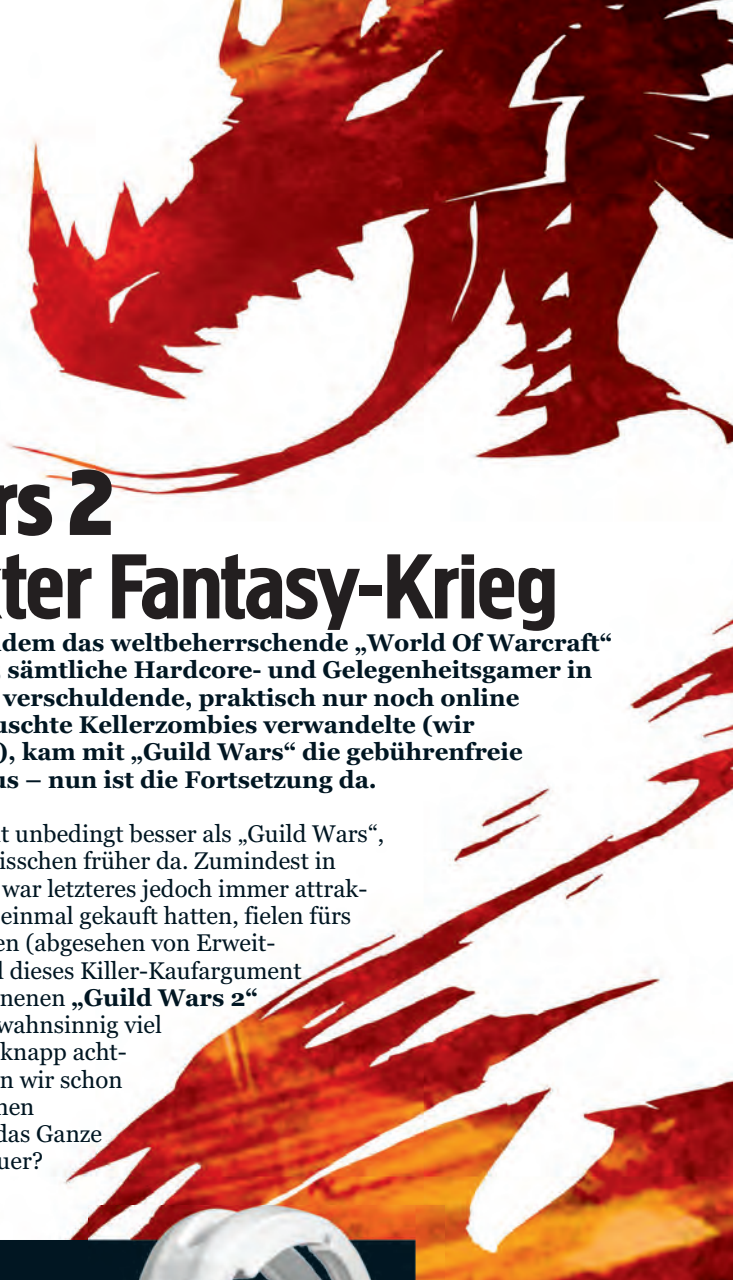 rs 2
ter Fantasy-Krieg
dem das weltbeherrschende „World Of Warcraft“
sämtliche Hardcore- und Gelegenheitsgamer in
verschuldende, praktisch nur noch online
uschte Kellerzombies verwandelte (wir
), kam mit „Guild Wars“ die gebührenfreie
us – nun ist die Fortsetzung da.
t unbedingt besser als „Guild Wars“,
isschen früher da. Zumindest in
war letzteres jedoch immer attrak-
einmal gekauft hatten, fielen fürs
en (abgesehen von Erweit-
d dieses Killer-Kaufargument
nenen „Guild Wars 2“
wahnsinnig viel
knapp acht-
n wir schon
nen
das Ganze
uer?